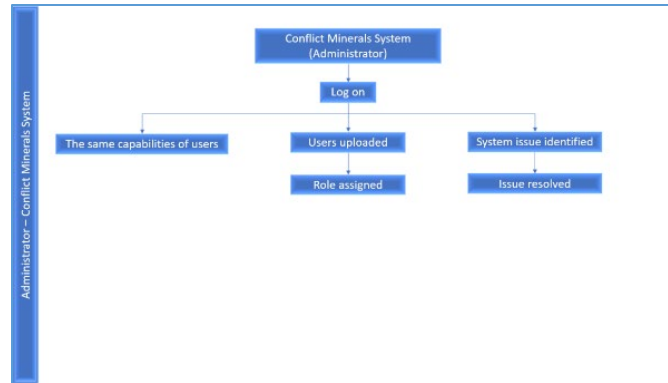 Administrator – Conflict Minerals System
Conflict Minerals System
(Administrator)
Log on
The same capabilities of users
Users uploaded
System issue identified
Role assigned
Issue resolved